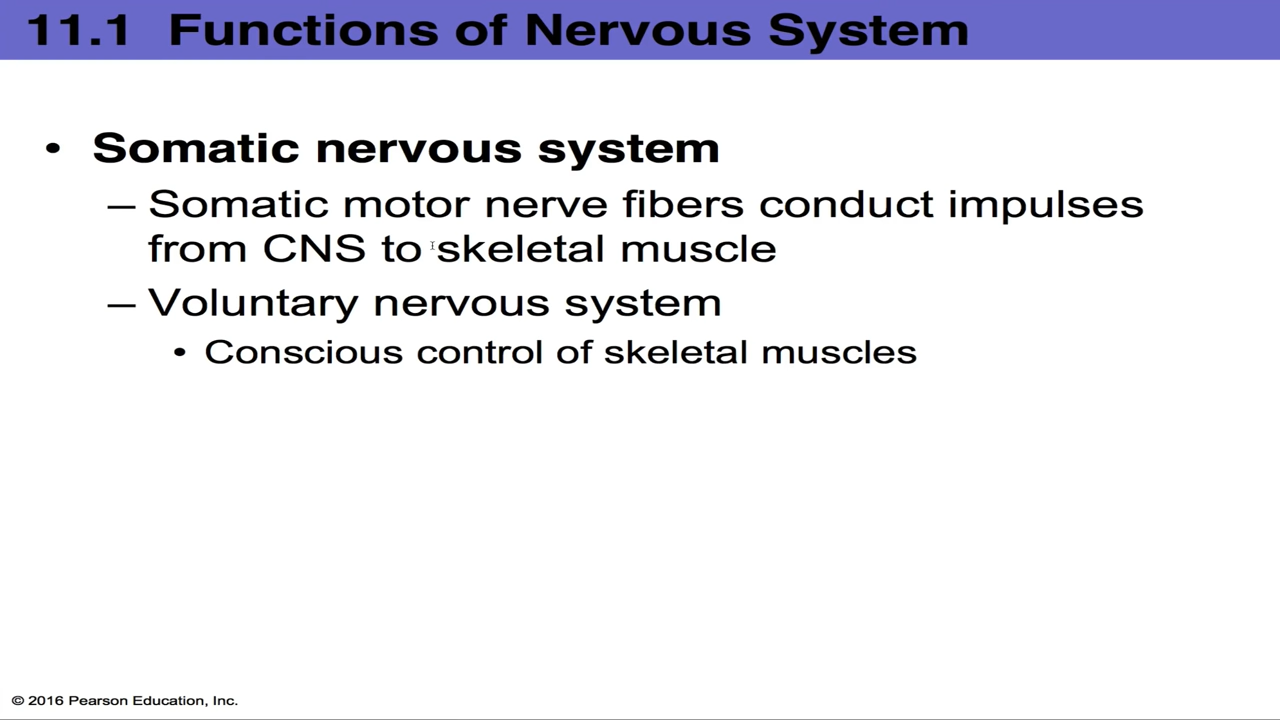 11.1 Functions of Nervous System
• Somatic nervous system
– Somatic motor nerve fibers conduct impulses
from CNS to skeletal muscle
– Voluntary nervous system
• Conscious control of skeletal muscles
© 2016 Pearson Education, Inc.